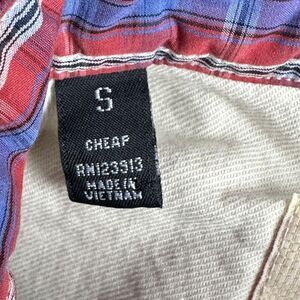 S
CHEAP
RN123913
MADE IN
VIETNAM